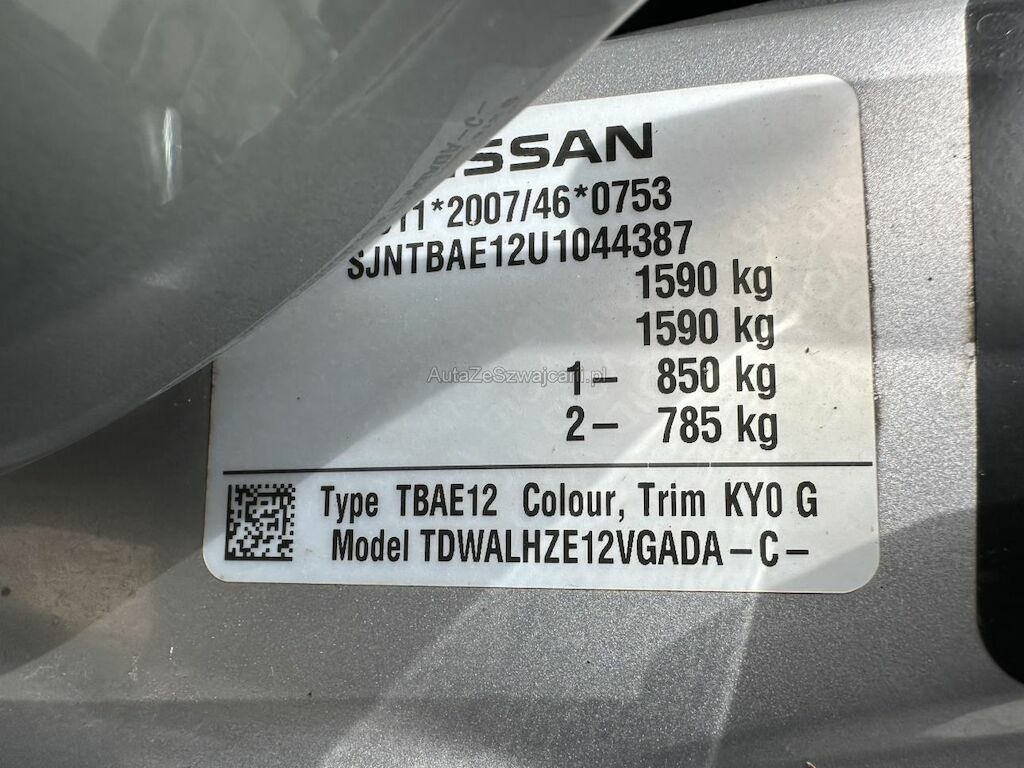 SSAN
11*2007/46*0753
SJNTBAE12U1044387
1590 kg
1590 kg
1– 850 kg
AutaZeSzwajcarii.pl
2– 785 kg
Type TBAE12 Colour, Trim KY0 G
Model TDWALHZE12VGADA –C–